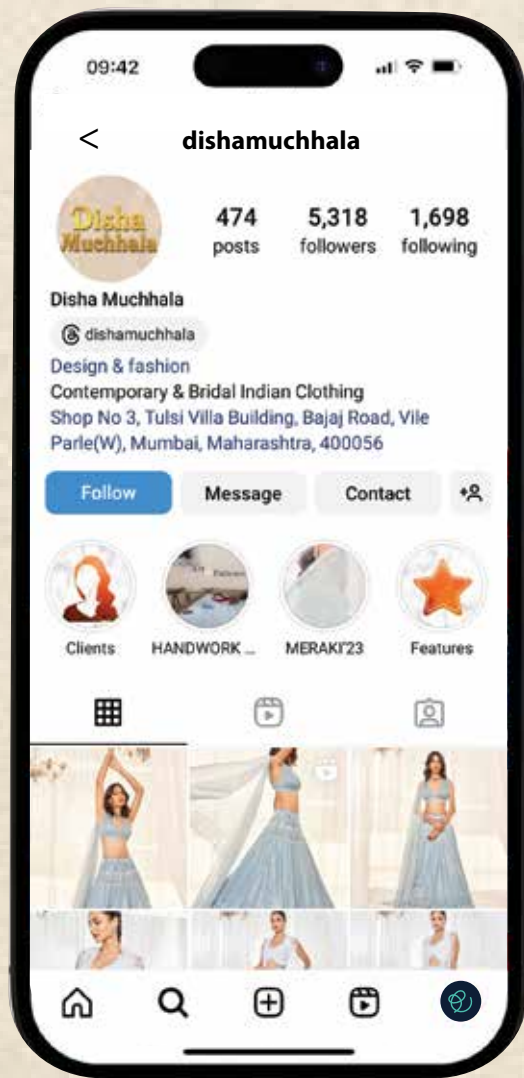 09:42
< dishamuchhala
Disha
Muchhala
474 5,318 1,698
posts followers following
Disha Muchhala
dishamuchhala
Design & fashion
Contemporary & Bridal Indian Clothing
Shop No 3, Tulsi Villa Building, Bajaj Road, Vile
Parle(W), Mumbai, Maharashtra, 400056
Follow Message Contact
Clients HANDWORK ... MERAKI'23 Features